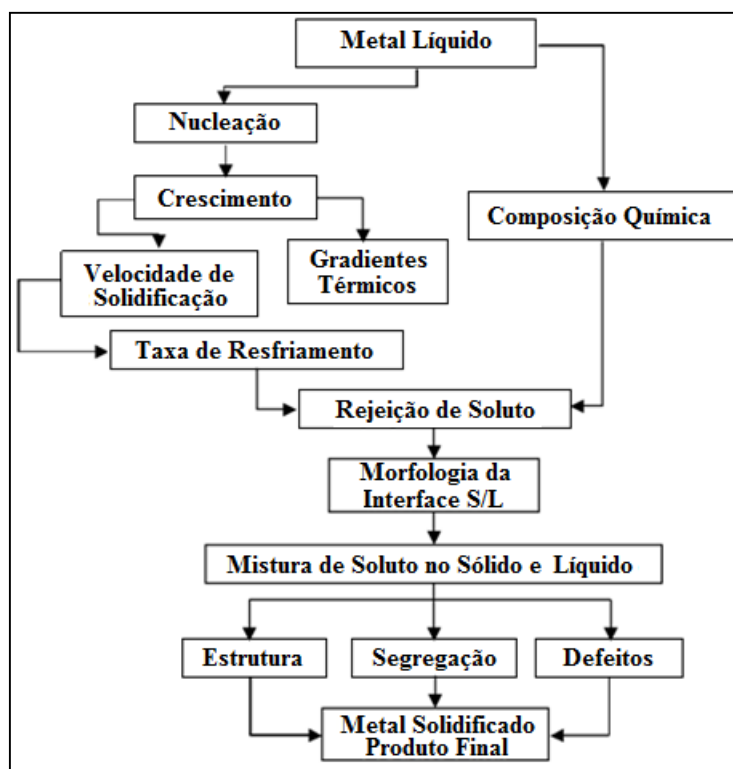 Metal Líquido
Nucleação
Crescimento
Composição Química
Gradientes
Térmicos
Velocidade de
Solidificação
Taxa de Resfriamento
Rejeição de Soluto
Morfologia da
Interface S/L
Mistura de Soluto no Sólido e Líquido
Estrutura
Segregação
Defeitos
Metal Solidificado
Produto Final